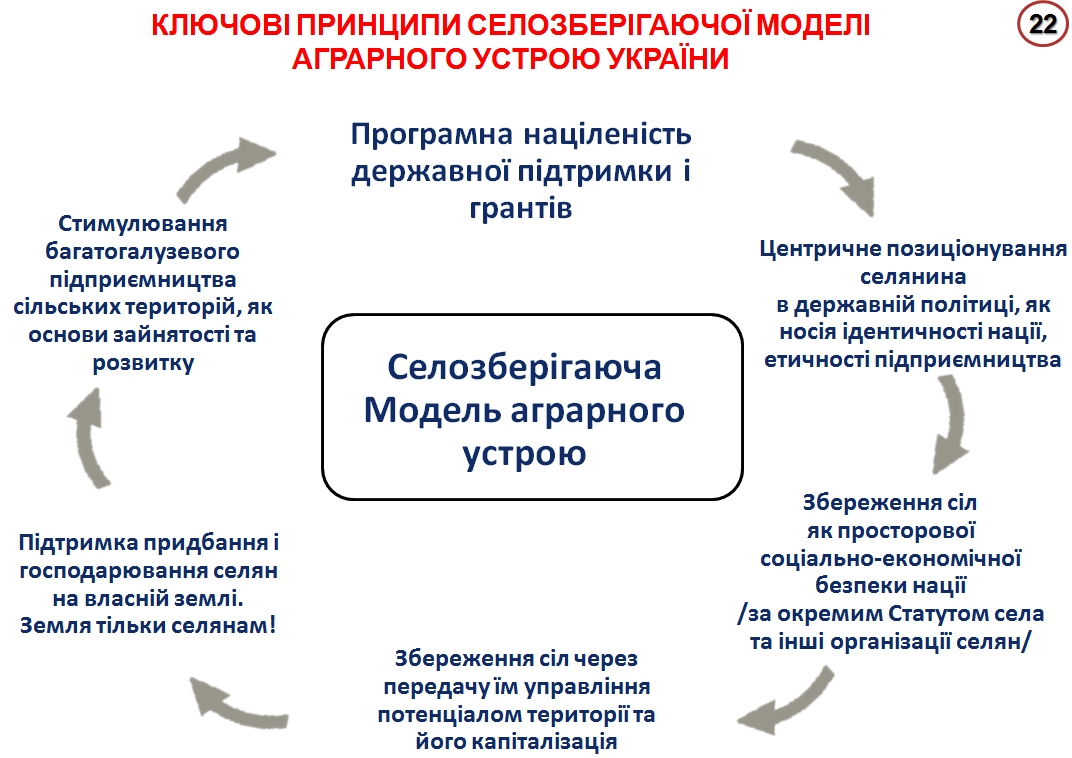 КЛЮЧОВІ ПРИНЦИПИ СЕЛОЗБЕРІГАЮЧОЇ МОДЕЛІ
АГРАРНОГО УСТРОЮ УКРАЇНИ
22
Програмна націленість
державної підтримки і
грантів
Центричне позиціонування
селянина
в державній політиці, як
носія ідентичності нації,
етичності підприємництва
Збереження сіл
як просторової
соціально-економічної
безпеки нації
/за окремим Статутом села
та інші організації селян/
Збереження сіл через
передачу їм управління
потенціалом території та
його капіталізація
Підтримка придбання і
господарювання селян
на власній землі.
Земля тільки селянам!
Стимулювання
багатогалузевого
підприємництва
сільських територій, як
основи зайнятості та
розвитку
Селозберігаюча
Модель аграрного
устрою